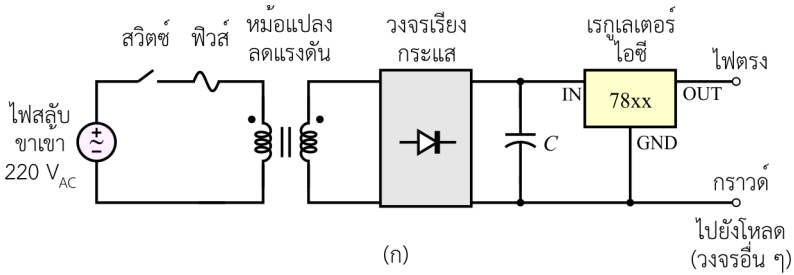 สวิตซ์
ฟิวส์
หม้อแปลง
ลดแรงดัน
วงจรเรียง
กระแส
เรกูเลเตอร์
ไอซี
ไฟตรง
IN
78xx
OUT
GND
ไฟสลับ
ขาเข้า
220 VAC
C
กราวด์
ไปยังโหลด
(วงจรอื่น ๆ)
(ก)